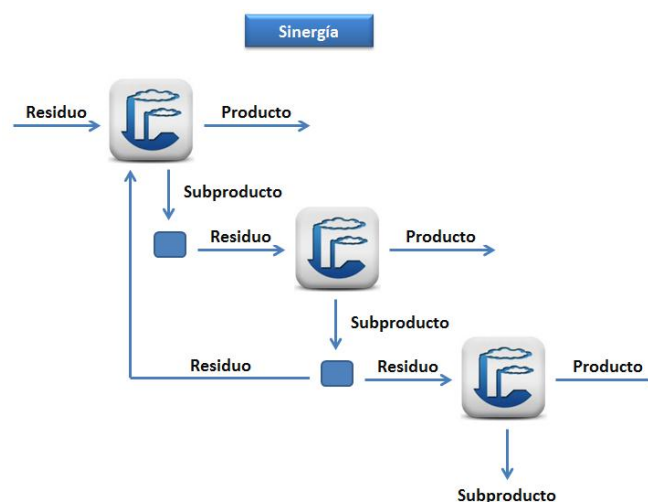 Sinergía
Residuo
Producto
Subproducto
Residuo
Producto
Subproducto
Residuo
Residuo
Producto
Subproducto